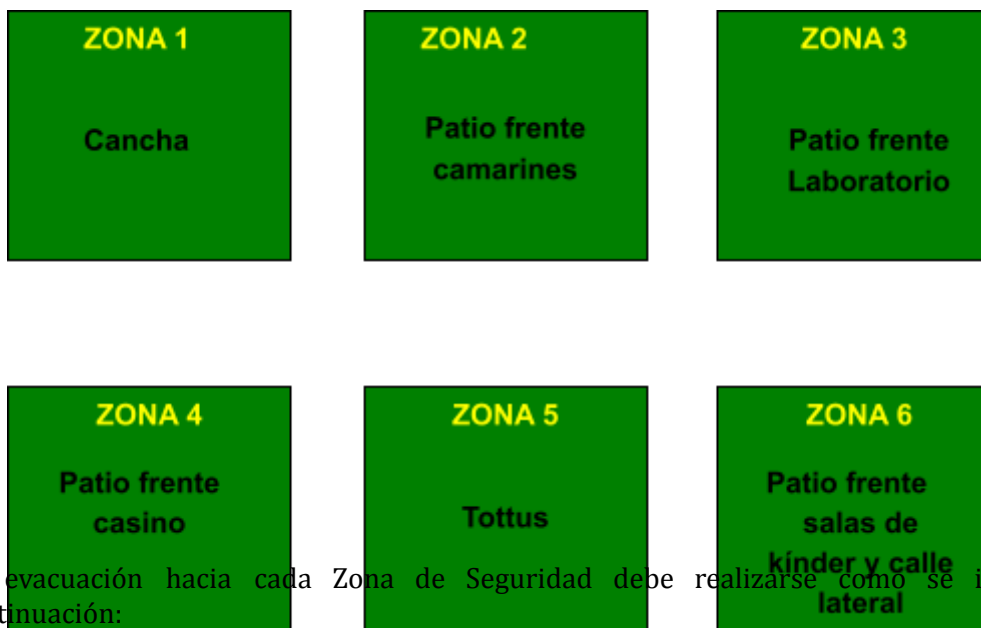 ZONA 1
Cancha
ZONA 2
Patio frente
camarines
ZONA 3
Patio frente
Laboratorio
ZONA 4
Patio frente
casino
ZONA 5
Tottus
ZONA 6
Patio frente
salas de
kínder y calle
lateral
evacuación hacia cada Zona de Seguridad debe realizarse como se i
tinuación: